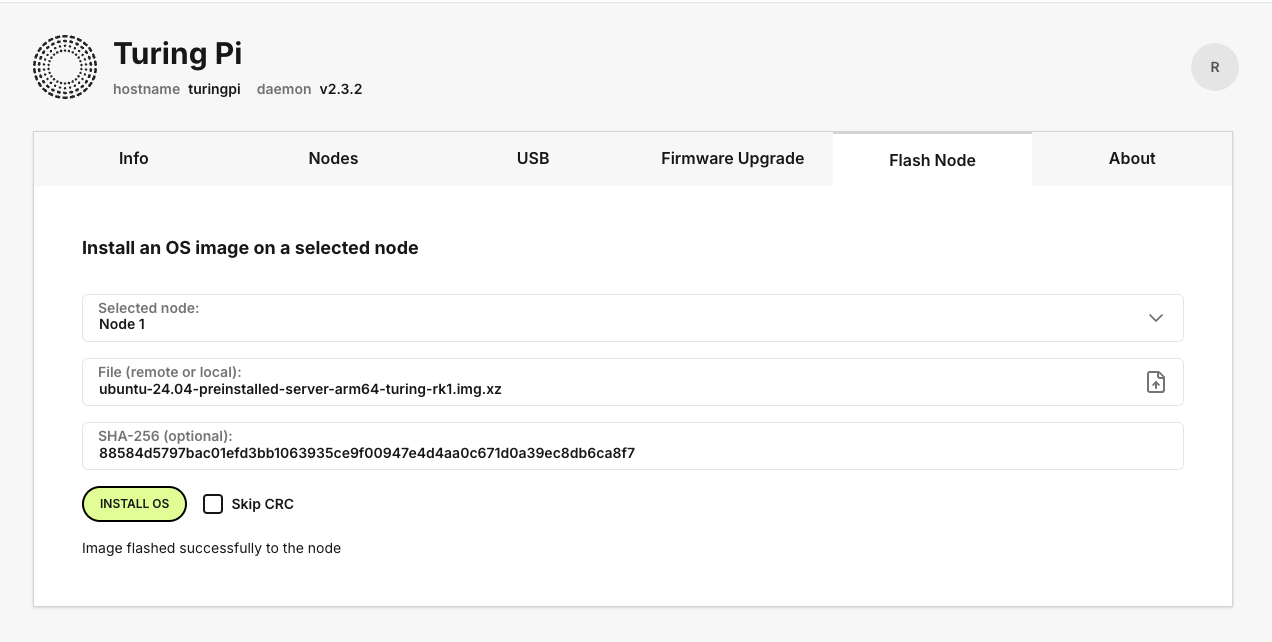 Turing Pi
hostname turingpi daemon v2.3.2
R
Info Nodes USB Firmware Upgrade Flash Node About
Install an OS image on a selected node
Selected node:
Node 1
File (remote or local):
ubuntu-24.04-preinstalled-server-arm64-turing-rk1.img.xz
SHA-256 (optional):
88584d5797bac01efd3bb1063935ce9f00947e4d4aa0c671d0a39ec8db6ca8f7
INSTALL OS Skip CRC
Image flashed successfully to the node